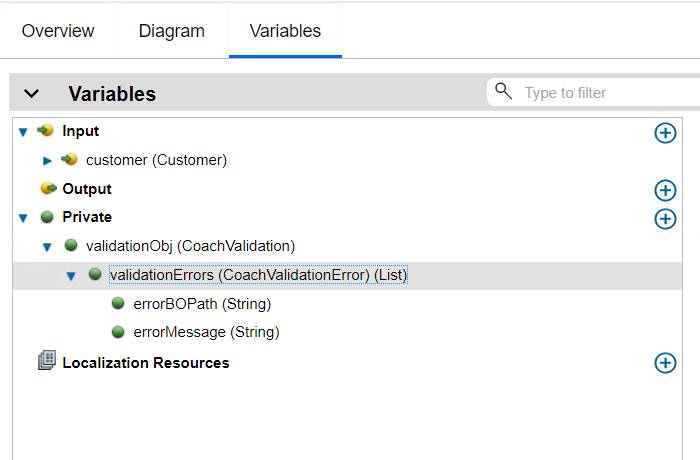 Overview Diagram Variables
Variables Type to filter
Input
customer (Customer)
Output
Private
validationObj (CoachValidation)
validationErrors (CoachValidationError) (List)
errorBOPath (String)
errorMessage (String)
Localization Resources